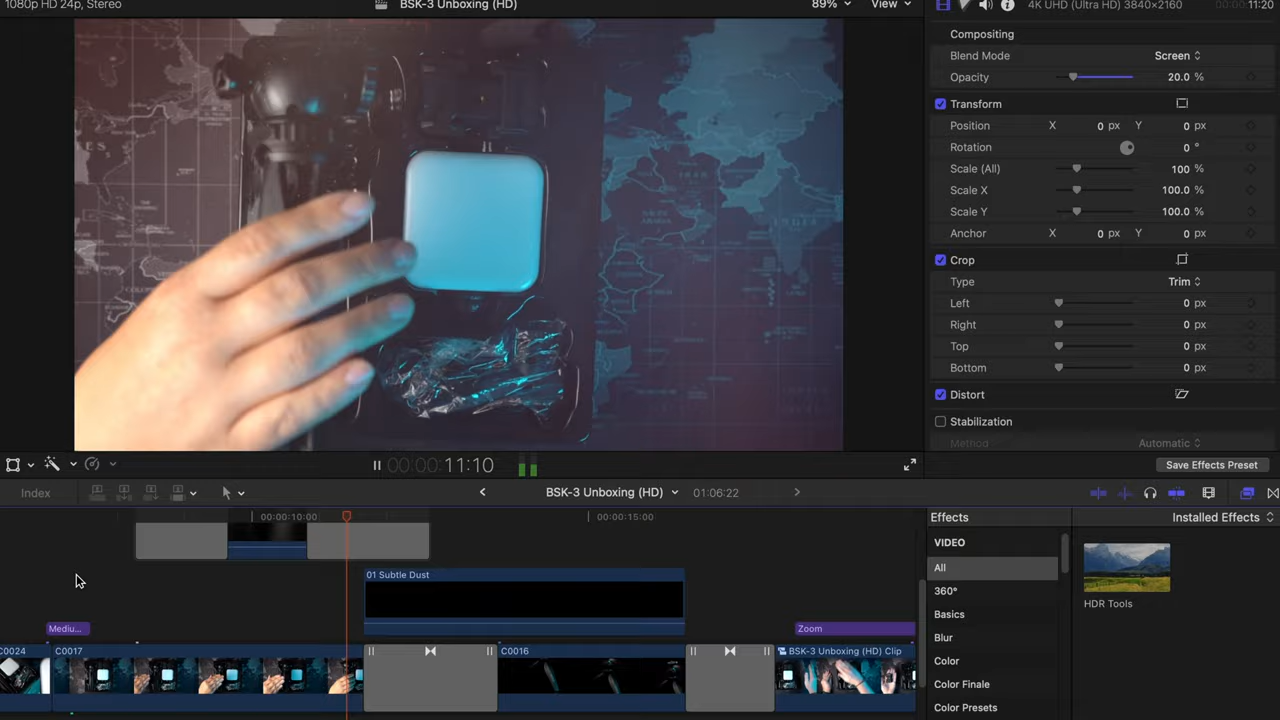 1080p HD 24p, Stereo
BSK-3 Unboxing (HD)
89%
View
4K UHD (Ultra HD) 3840×2160
00:00:11:20
Compositing
Blend Mode Screen
Opacity 20.0 %
Transform
Position X 0 px Y 0 px
Rotation 0 °
Scale (All) 100 %
Scale X 100.0 %
Scale Y 100.0 %
Anchor X 0 px Y 0 px
Crop
Type Trim
Left 0 px
Right 0 px
Top 0 px
Bottom 0 px
Distort
Stabilization
Method Automatic
00:00:11:10
Save Effects Preset
Index
BSK-3 Unboxing (HD)
01:06:22
00:00:10:00
00:00:15:00
01 Subtle Dust
Mediu...
Zoom
C0024
C0017
C0016
BSK-3 Unboxing (HD) Clip
Effects
Installed Effects
VIDEO
All
360°
Basics
Blur
Color
Color Finale
Color Presets
HDR Tools